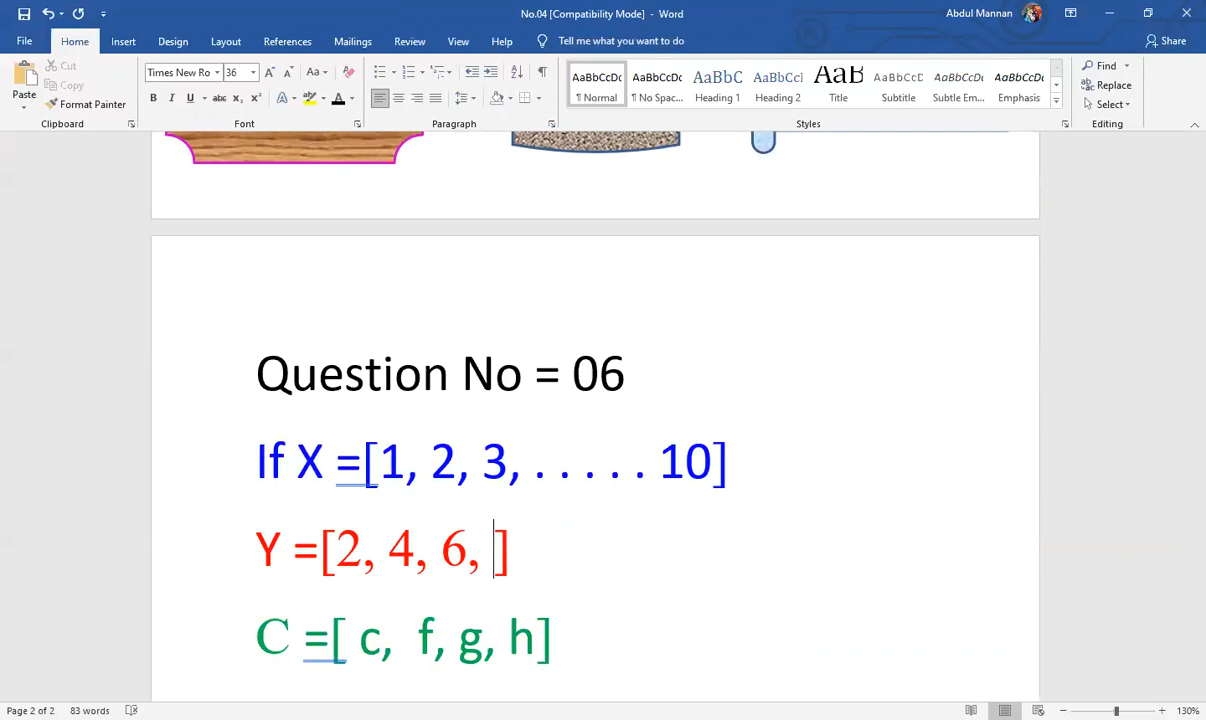 No.04 [Compatibility Mode] - Word
Abdul Mannan
File Home Insert Design Layout References Mailings Review View Help Tell me what you want to do Share
Paste
Cut
Copy
Format Painter
Clipboard
Times New Ro 36
Font
Paragraph
AaBbCcDc AaBbCcDc AaBbC AaBbCc AaB AaBbCcD AaBbCcD AaBbCcDc
¶ Normal ¶ No Spac... Heading 1 Heading 2 Title Subtitle Subtle Em... Emphasis
Styles
Find
Replace
Select
Editing
Question No = 06
If X =[1, 2, 3, . . . . . 10]
Y =[2, 4, 6, ]
C =[ c, f, g, h]
Page 2 of 2 83 words 130%